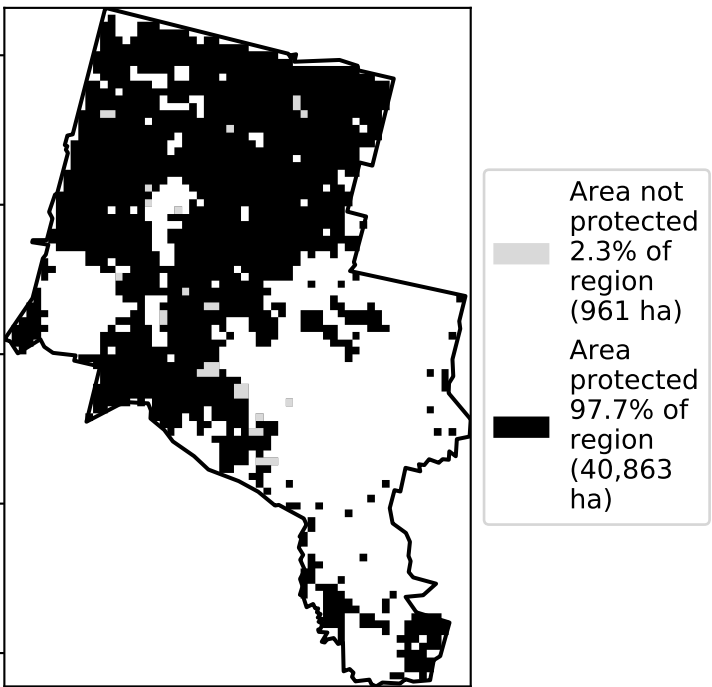 Area not
protected
2.3% of
region
(961 ha)
Area
protected
97.7% of
region
(40,863
ha)